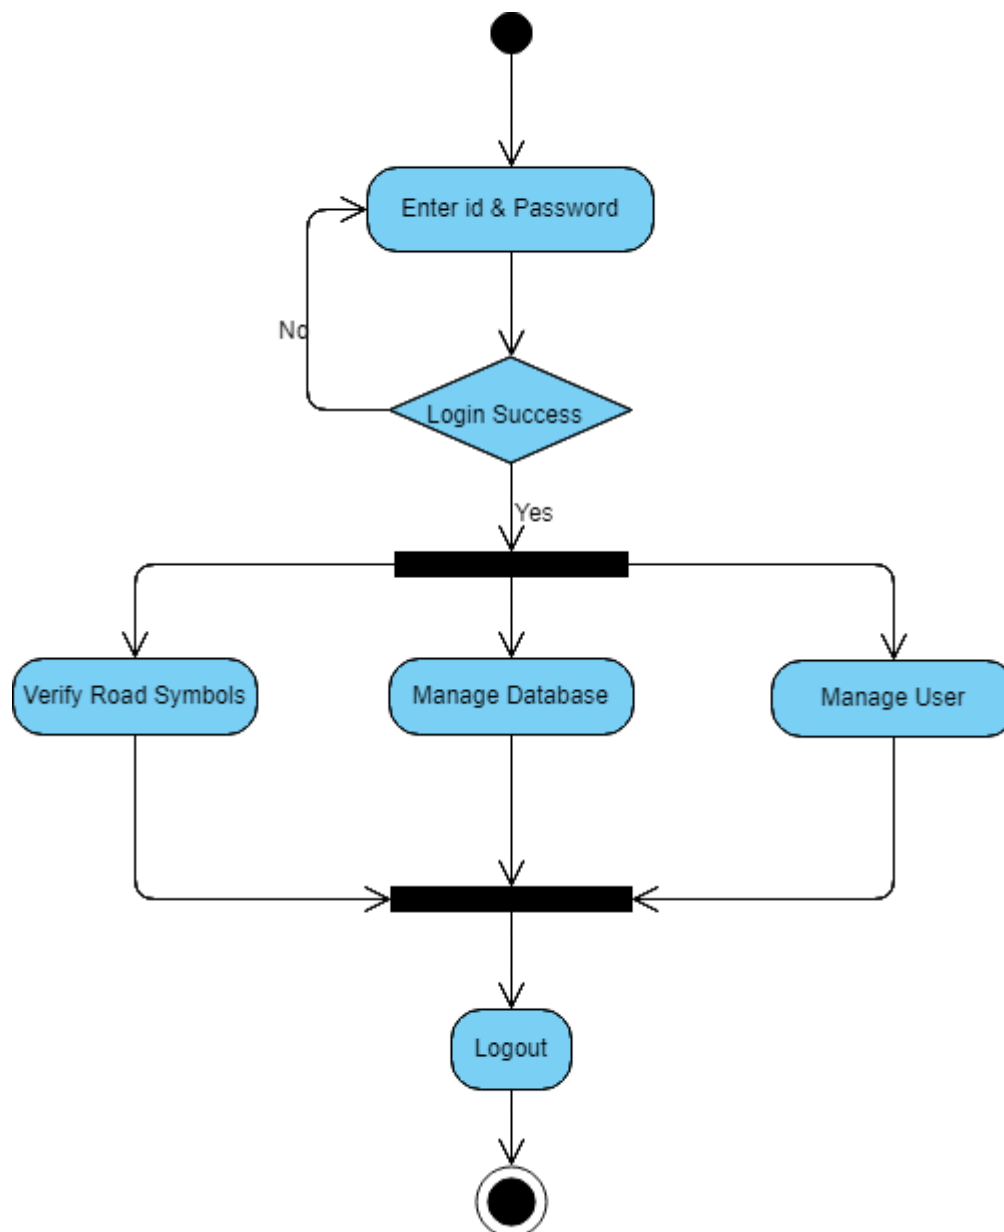 Enter id & Password
No
Login Success
Yes
Verify Road Symbols
Manage Database
Manage User
Logout